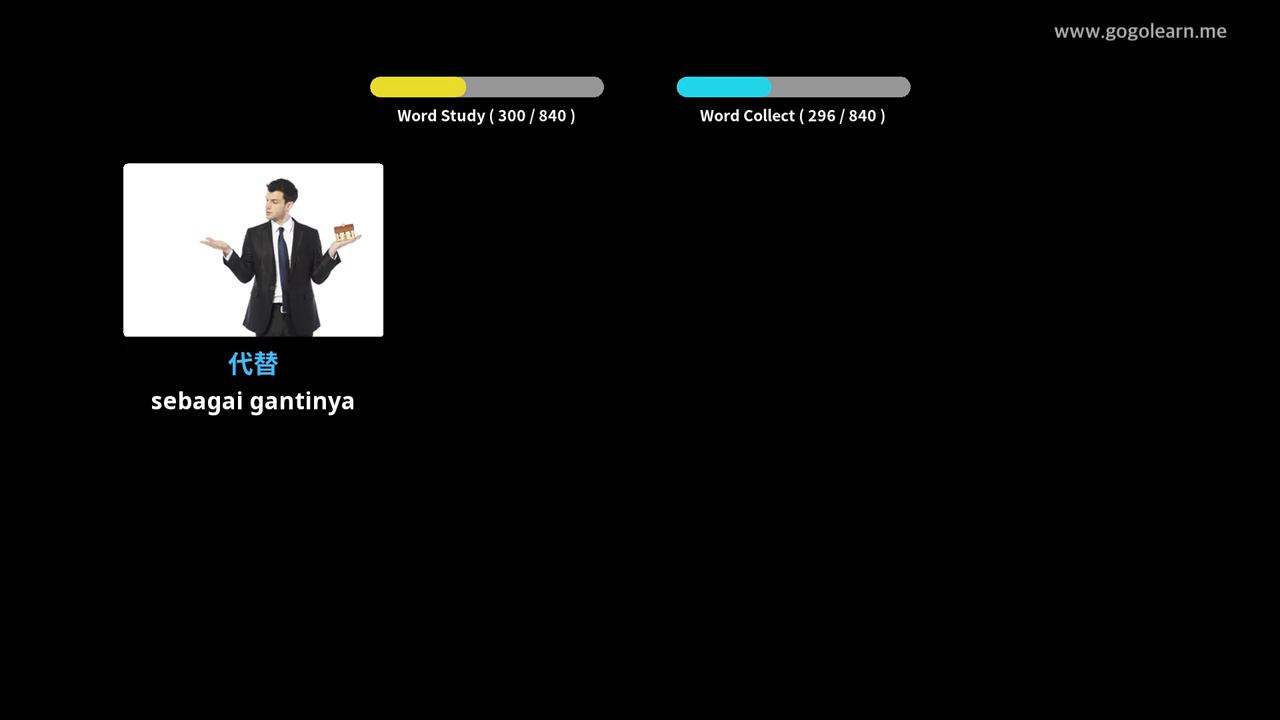 www.gogolearn.me
Word Study ( 300 / 840 )
Word Collect ( 296 / 840 )
代替
sebagai gantinya